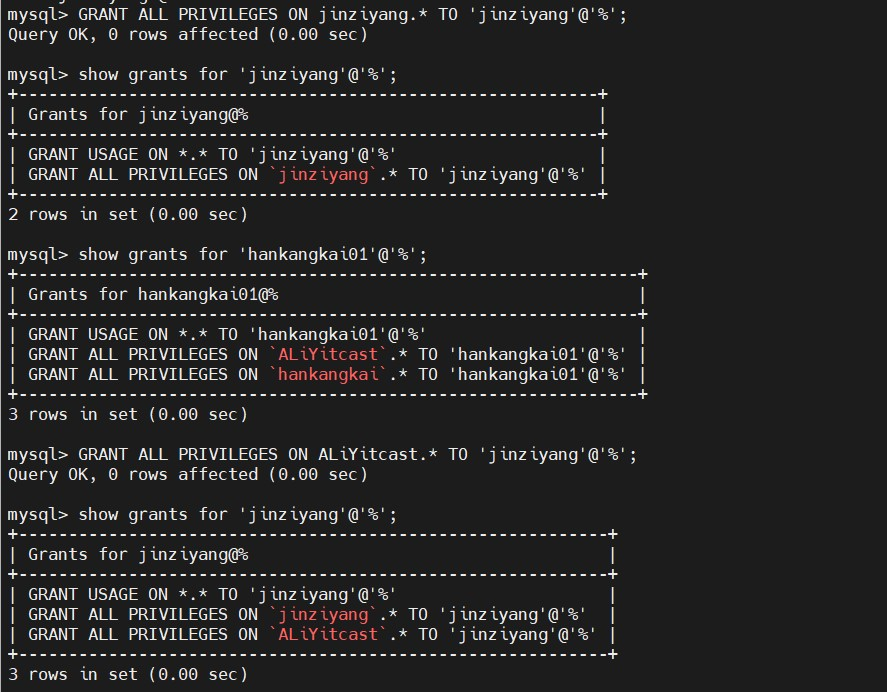 mysql> GRANT ALL PRIVILEGES ON jinziyang.* TO 'jinziyang'@'%';
Query OK, 0 rows affected (0.00 sec)
mysql> show grants for 'jinziyang'@'%';
+-----------------------------------------------------------+
| Grants for jinziyang@%                                    |
+-----------------------------------------------------------+
| GRANT USAGE ON *.* TO 'jinziyang'@'%'                     |
| GRANT ALL PRIVILEGES ON `jinziyang`.* TO 'jinziyang'@'%' |
+-----------------------------------------------------------+
2 rows in set (0.00 sec)
mysql> show grants for 'hankangkai01'@'%';
+---------------------------------------------------------------+
| Grants for hankangkai01@%                                     |
+---------------------------------------------------------------+
| GRANT USAGE ON *.* TO 'hankangkai01'@'%'                      |
| GRANT ALL PRIVILEGES ON `ALiYitcast`.* TO 'hankangkai01'@'%' |
| GRANT ALL PRIVILEGES ON `hankangkai`.* TO 'hankangkai01'@'%' |
+---------------------------------------------------------------+
3 rows in set (0.00 sec)
mysql> GRANT ALL PRIVILEGES ON ALiYitcast.* TO 'jinziyang'@'%';
Query OK, 0 rows affected (0.00 sec)
mysql> show grants for 'jinziyang'@'%';
+------------------------------------------------------------+
| Grants for jinziyang@%                                     |
+------------------------------------------------------------+
| GRANT USAGE ON *.* TO 'jinziyang'@'%'                      |
| GRANT ALL PRIVILEGES ON `jinziyang`.* TO 'jinziyang'@'%'  |
| GRANT ALL PRIVILEGES ON `ALiYitcast`.* TO 'jinziyang'@'%' |
+------------------------------------------------------------+
3 rows in set (0.00 sec)